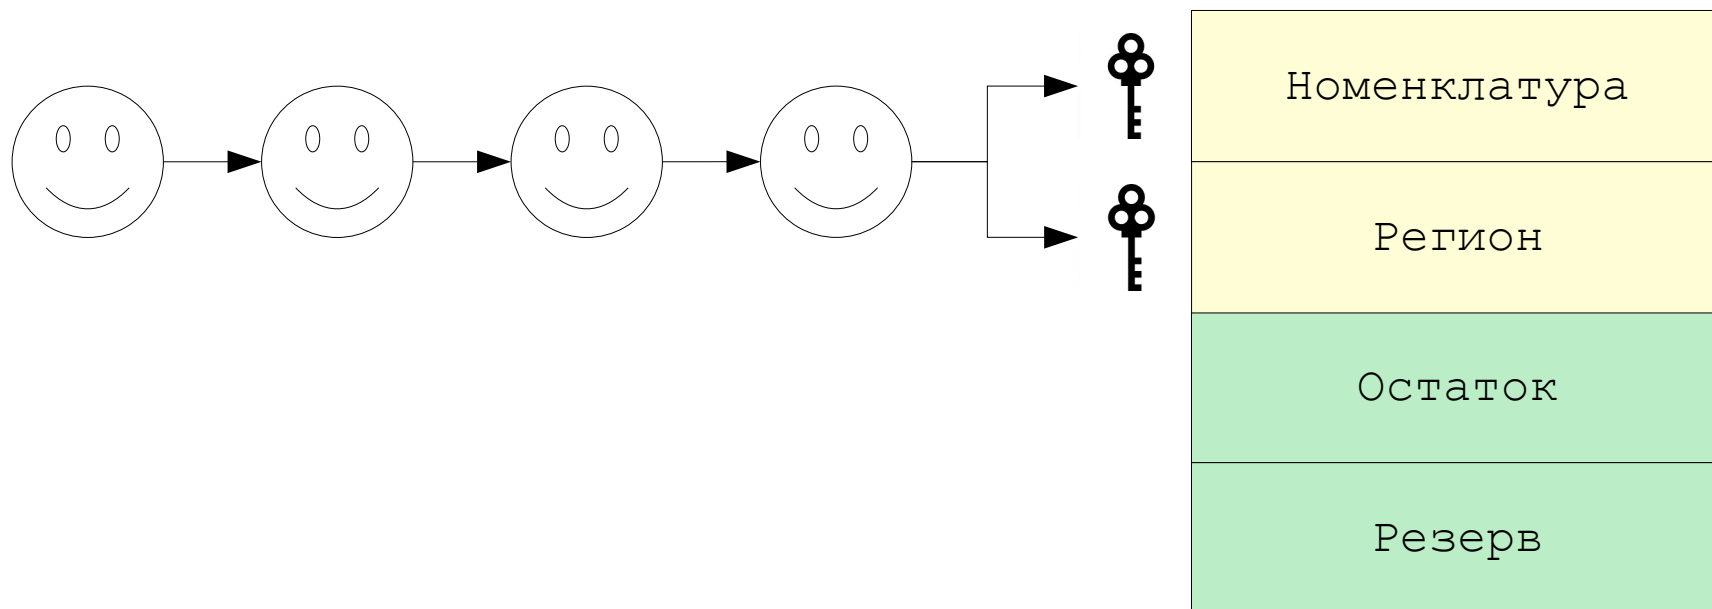 Номенклатура
Регион
Остаток
Резерв